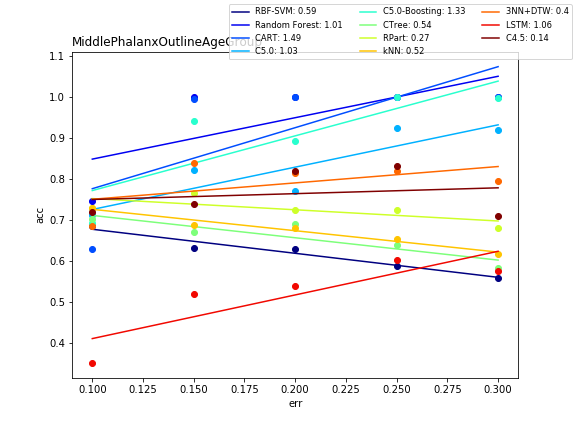 RBF-SVM: 0.59
Random Forest: 1.01
CART: 1.49
C5.0: 1.03
C5.0-Boosting: 1.33
CTree: 0.54
RPart: 0.27
kNN: 0.52
3NN+DTW: 0.4
LSTM: 1.06
C4.5: 0.14
MiddlePhalanxOutlineAgeGroup
1.1
1.0
0.9
0.8
0.7
0.6
0.5
0.4
acc
0.100 0.125 0.150 0.175 0.200 0.225 0.250 0.275 0.300
err